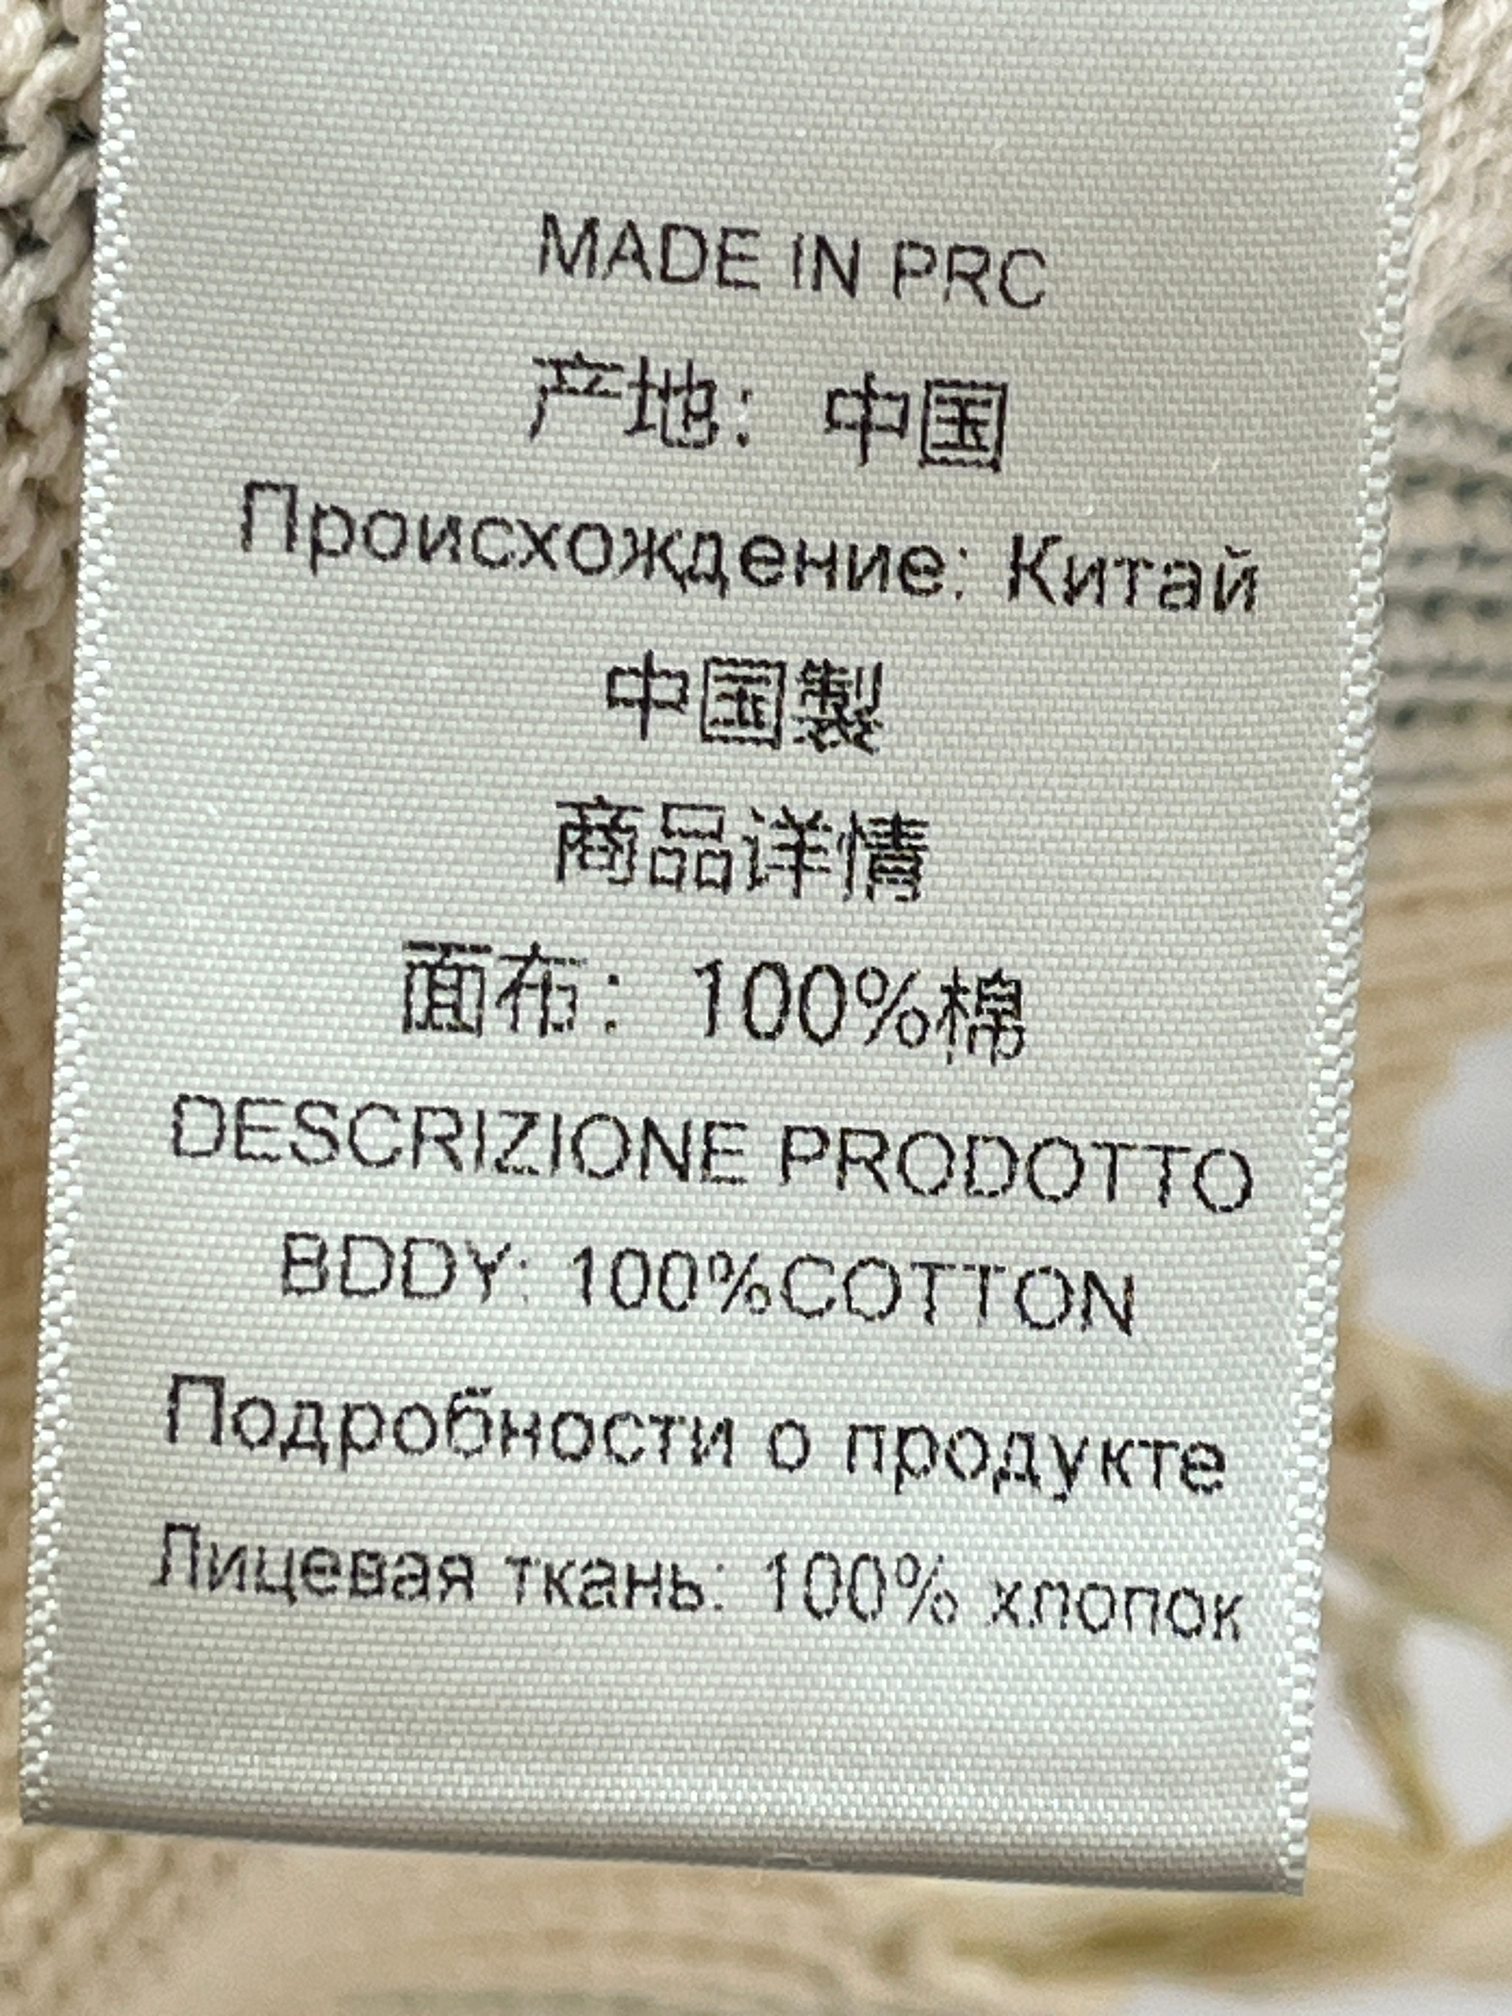 MADE IN PRC
产地: 中国
Происхождение: Китай
中国製
商品详情
面布: 100%棉
DESCRIZIONE PRODOTTO
BDDY: 100%COTTON
Подробности о продукте
Лицевая ткань: 100% хлопок